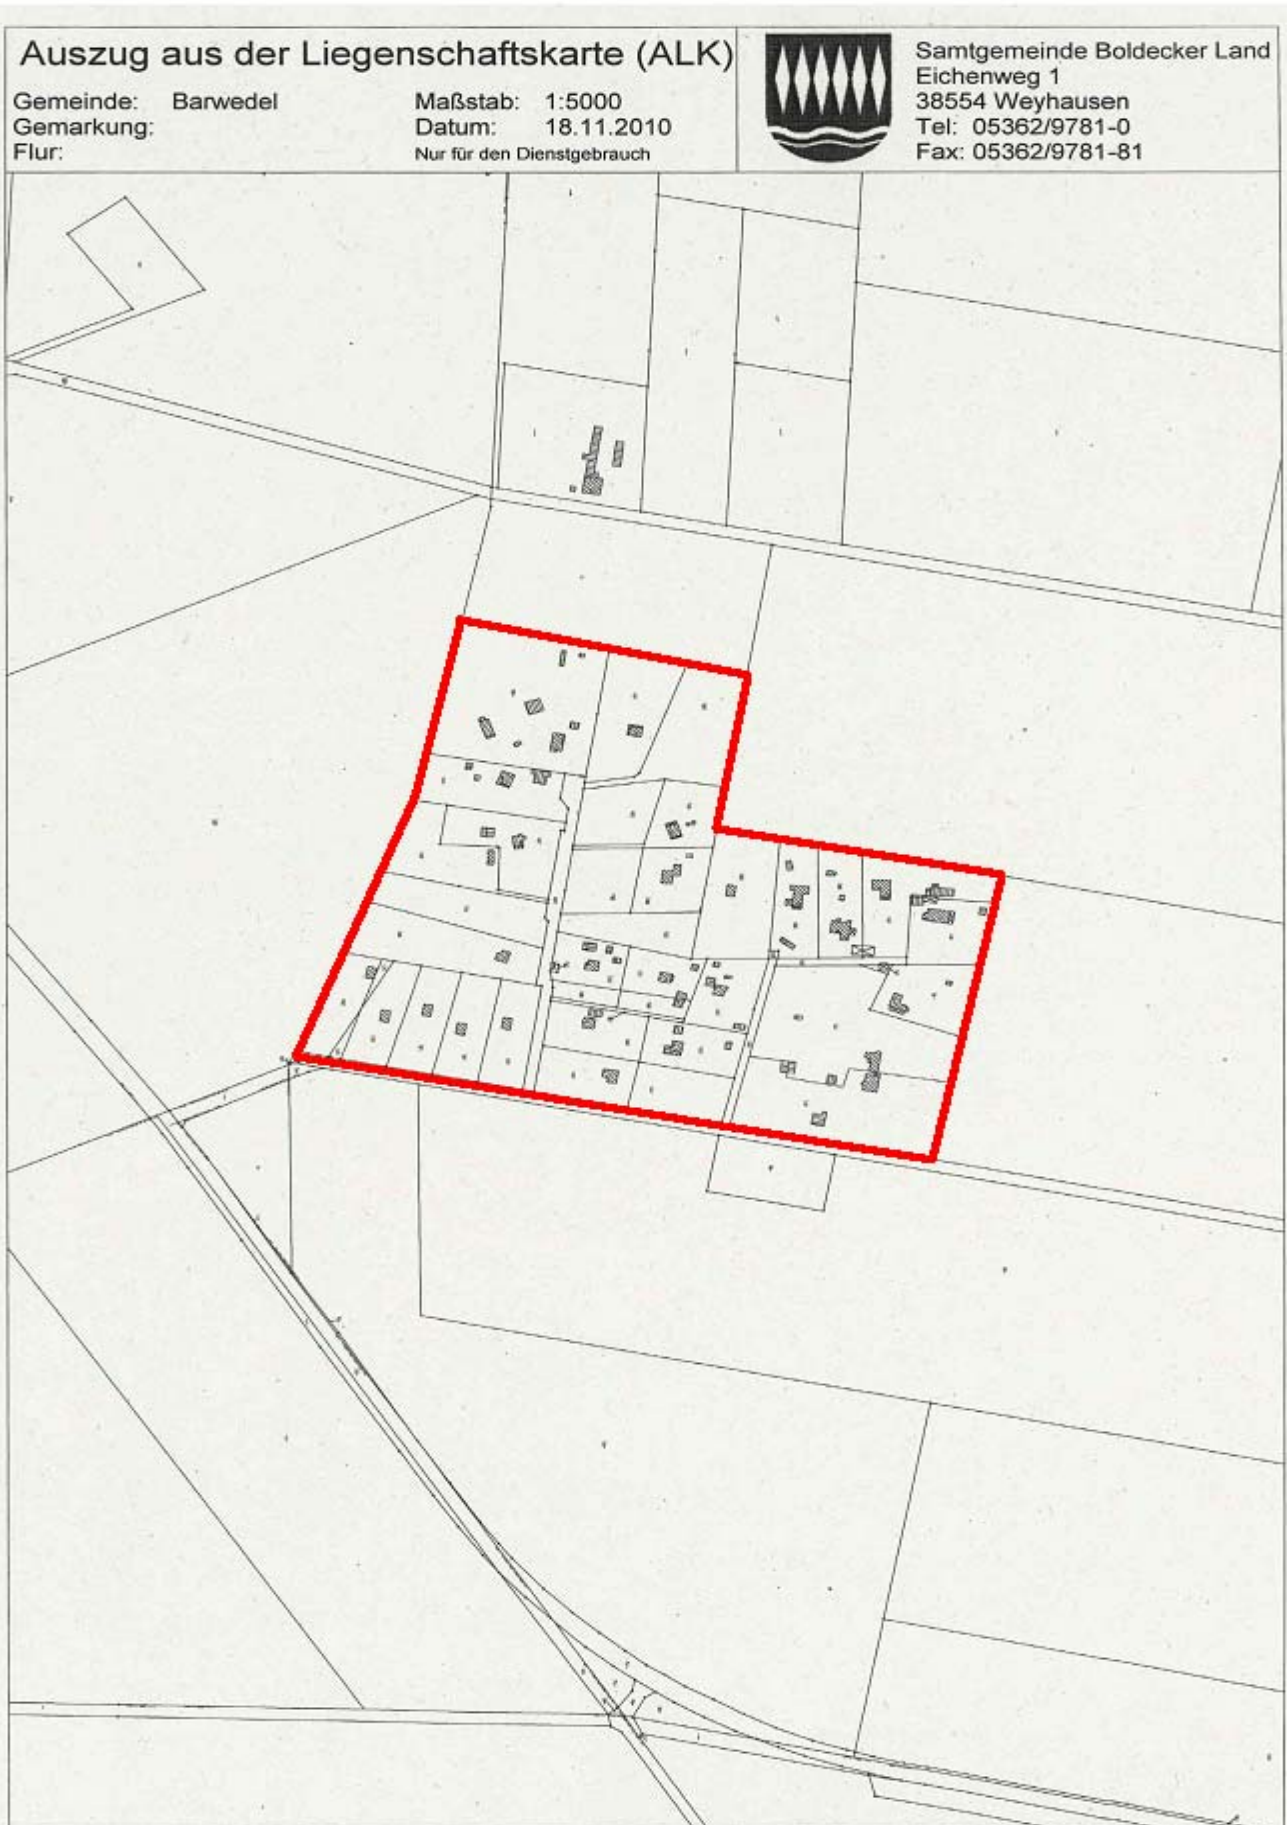 Auszug aus der Liegenschaftskarte (ALK)
Gemeinde: Barwedel
Gemarkung:
Flur:
Maßstab: 1:5000
Datum: 18.11.2010
Nur für den Dienstgebrauch
Samtgemeinde Boldecker Land
Eichenweg 1
38554 Weyhausen
Tel: 05362/9781-0
Fax: 05362/9781-81